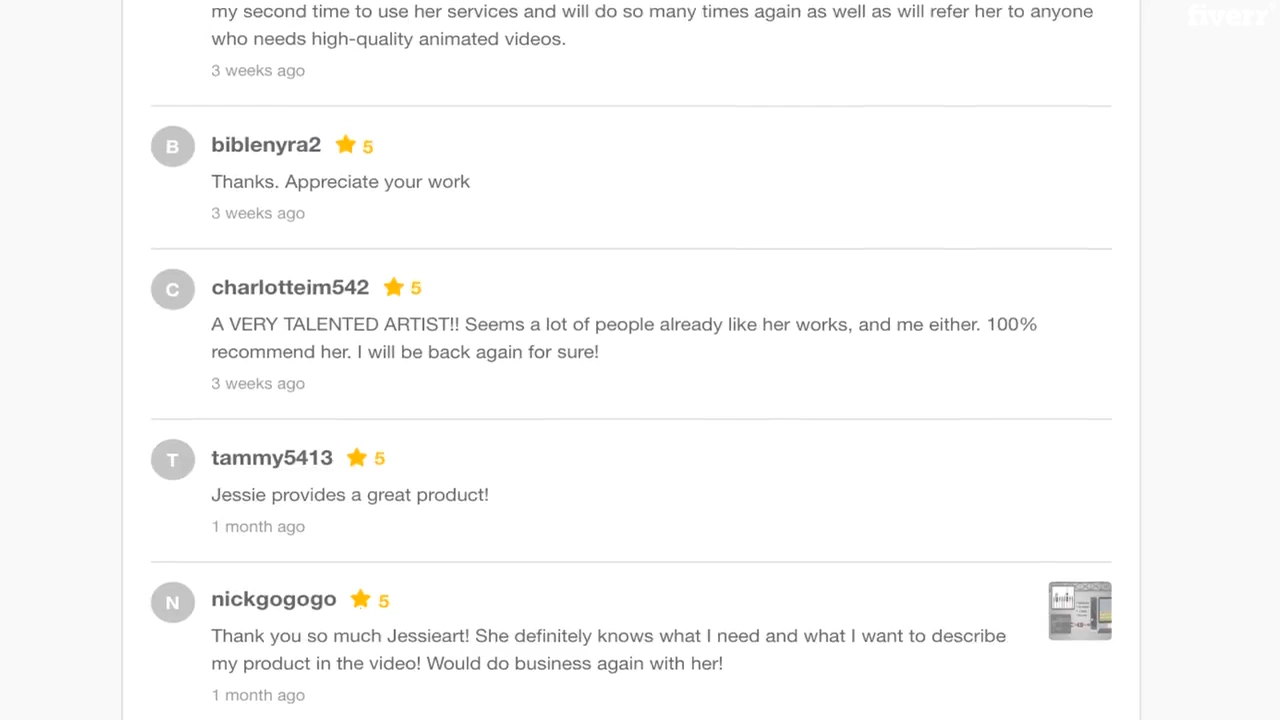 fiverr
my second time to use her services and will do so many times again as well as will refer her to anyone
who needs high-quality animated videos.
3 weeks ago
B
biblenyra2 5
Thanks. Appreciate your work
3 weeks ago
C
charlotteim542 5
A VERY TALENTED ARTIST!! Seems a lot of people already like her works, and me either. 100%
recommend her. I will be back again for sure!
3 weeks ago
T
tammy5413 5
Jessie provides a great product!
1 month ago
N
nickgogogo 5
Thank you so much Jessieart! She definitely knows what I need and what I want to describe
my product in the video! Would do business again with her!
1 month ago